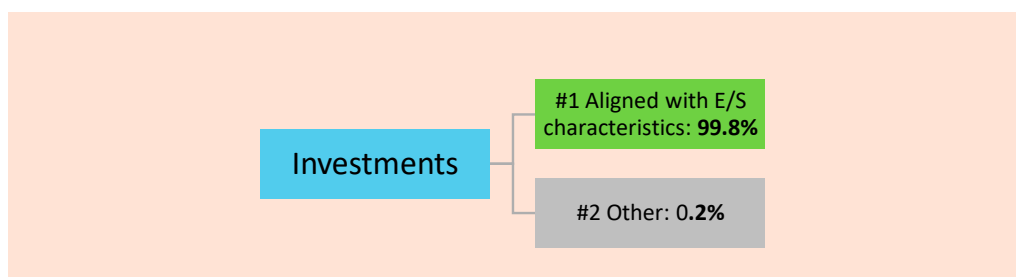 #1 Aligned with E/S
characteristics: 99.8%
Investments
#2 Other: 0.2%